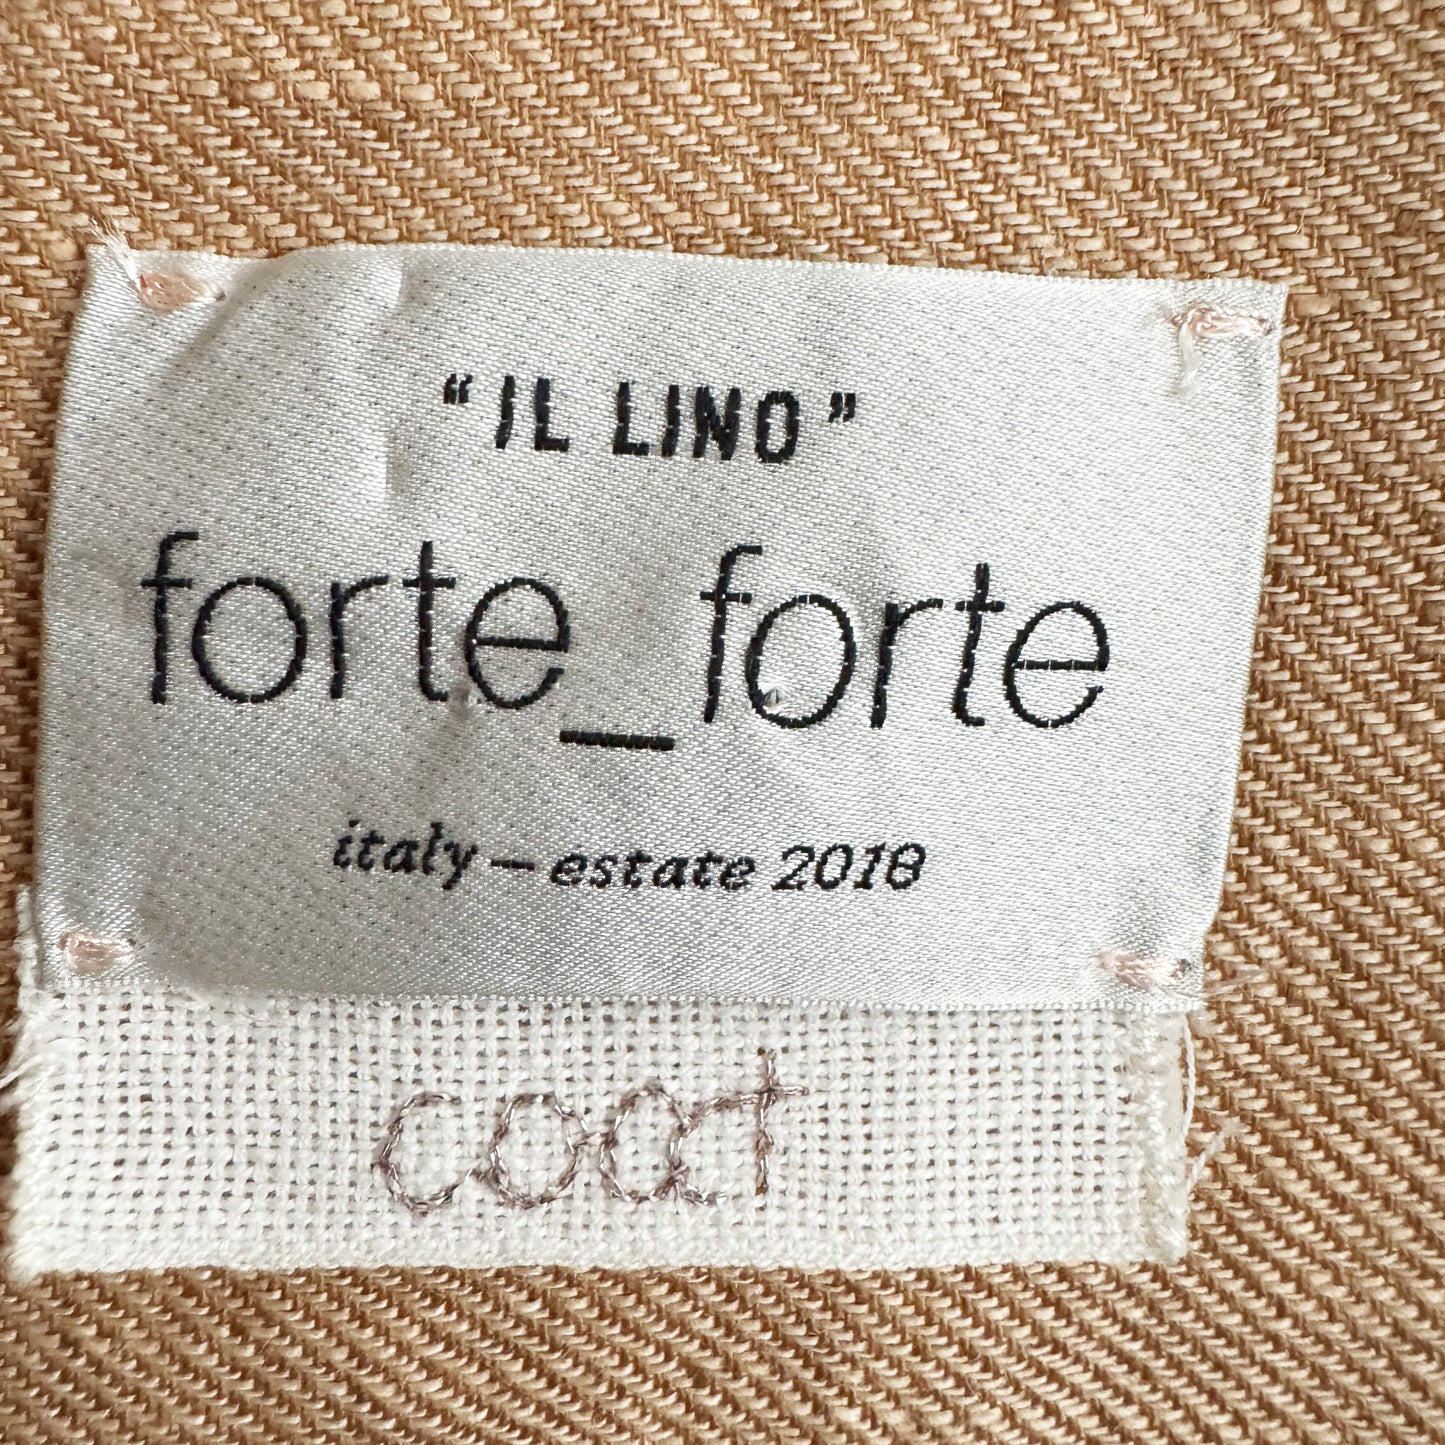 “IL LINO”
forte_forte
italy – estate 2018
coat